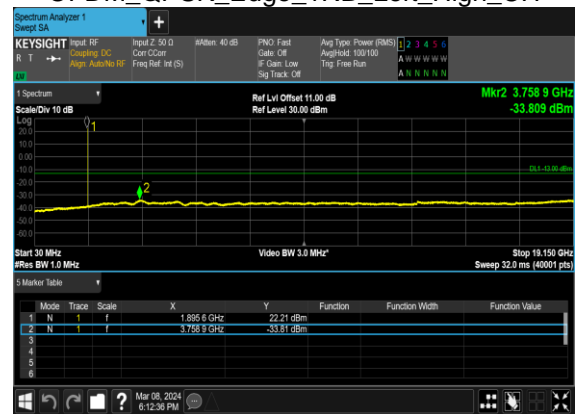 Spectrum Analyzer 1
Swept SA
+
KEYSIGHT
R T
LW
Input: RF
Coupling: DC
Align: Auto/No RF
Input Z: 50 Ω
Corr CCorr
Freq Ref: Int (S)
#Atten: 40 dB
PNO: Fast
Gate: Off
IF Gain: Low
Sig Track: Off
Avg Type: Power (RMS)
Avg|Hold: 100/100
Trig: Free Run
1 2 3 4 5 6
A W W W W W
A N N N N N
1 Spectrum
Scale/Div 10 dB
Ref Lvl Offset 11.00 dB
Ref Level 30.00 dBm
Mkr2 3.758 9 GHz
-33.809 dBm
Log
20.0
10.0
0.00
-10.0
-20.0
-30.0
-40.0
-50.0
-60.0
1
2
DL1 -13.00 dBm
Start 30 MHz
#Res BW 1.0 MHz
Video BW 3.0 MHz*
Stop 19.150 GHz
Sweep 32.0 ms (40001 pts)
5 Marker Table
Mode Trace Scale X Y Function Function Width Function Value
1 N 1 f 1.895 6 GHz 22.21 dBm
2 N 1 f 3.758 9 GHz -33.81 dBm
3
4
5
6
?
Mar 08, 2024
6:12:36 PM